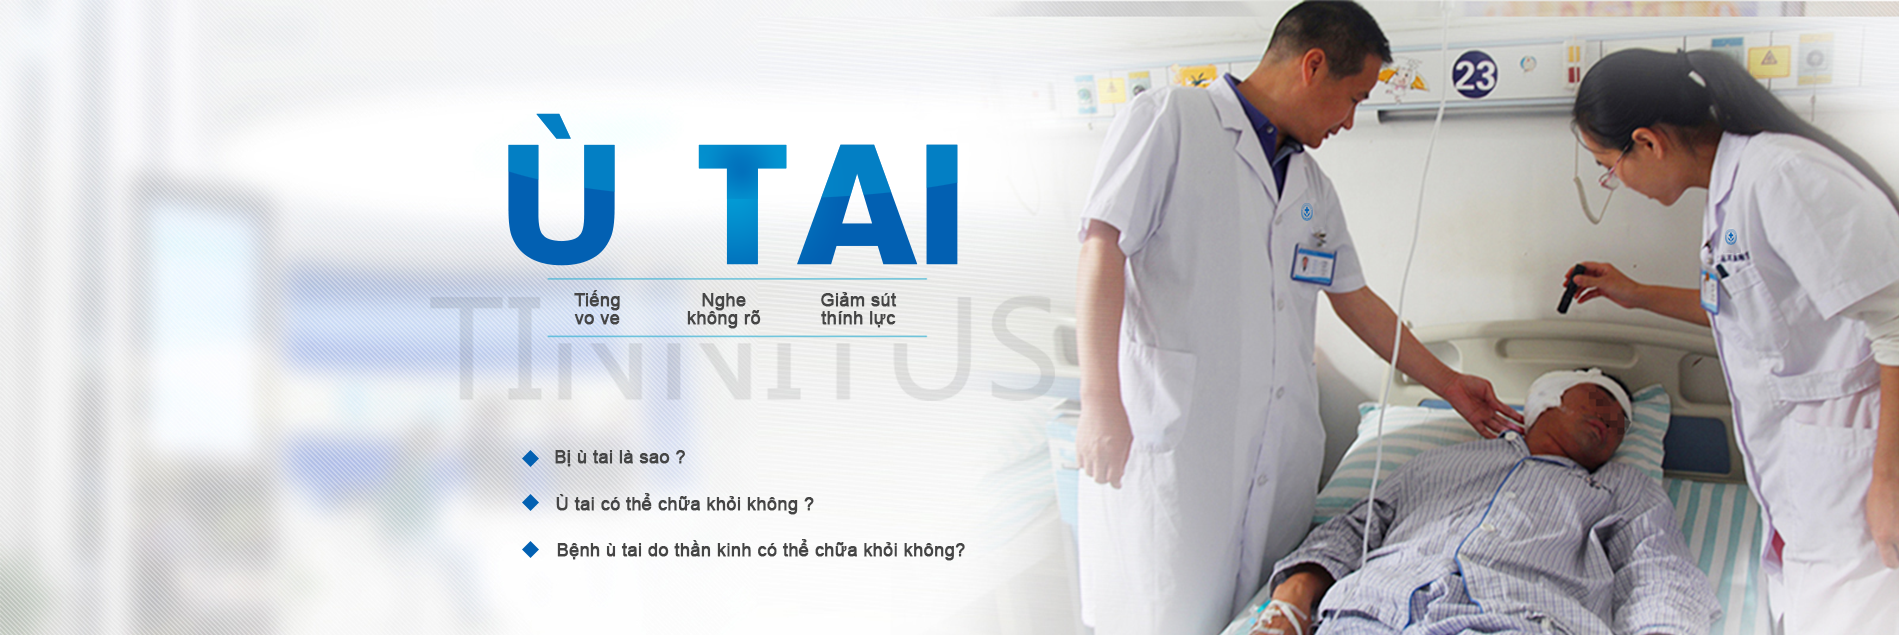 Ù TAI
Tiếng
vo ve
Nghe
không rõ
Giảm sút
thính lực
TINNITUS
Bị ù tai là sao ?
Ù tai có thể chữa khỏi không ?
Bệnh ù tai do thần kinh có thể chữa khỏi không?
23